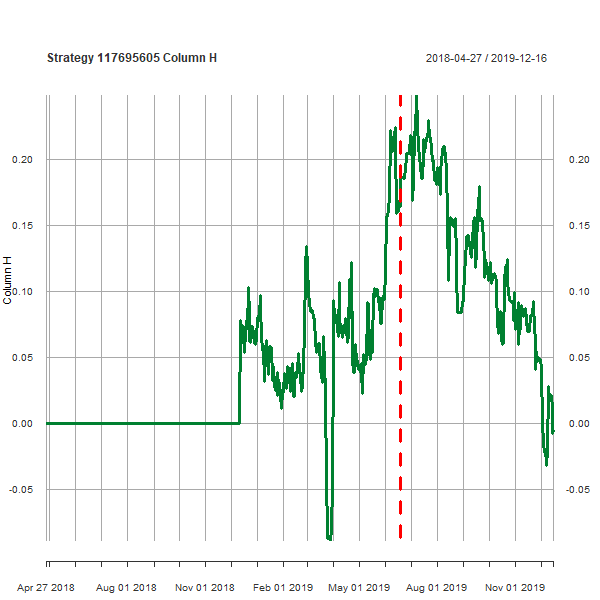 Strategy 117695605 Column H
2018-04-27 / 2019-12-16
0.20
0.15
0.10
0.05
0.00
-0.05
Column H
0.20
0.15
0.10
0.05
0.00
-0.05
Apr 27 2018
Aug 01 2018
Nov 01 2018
Feb 01 2019
May 01 2019
Aug 01 2019
Nov 01 2019